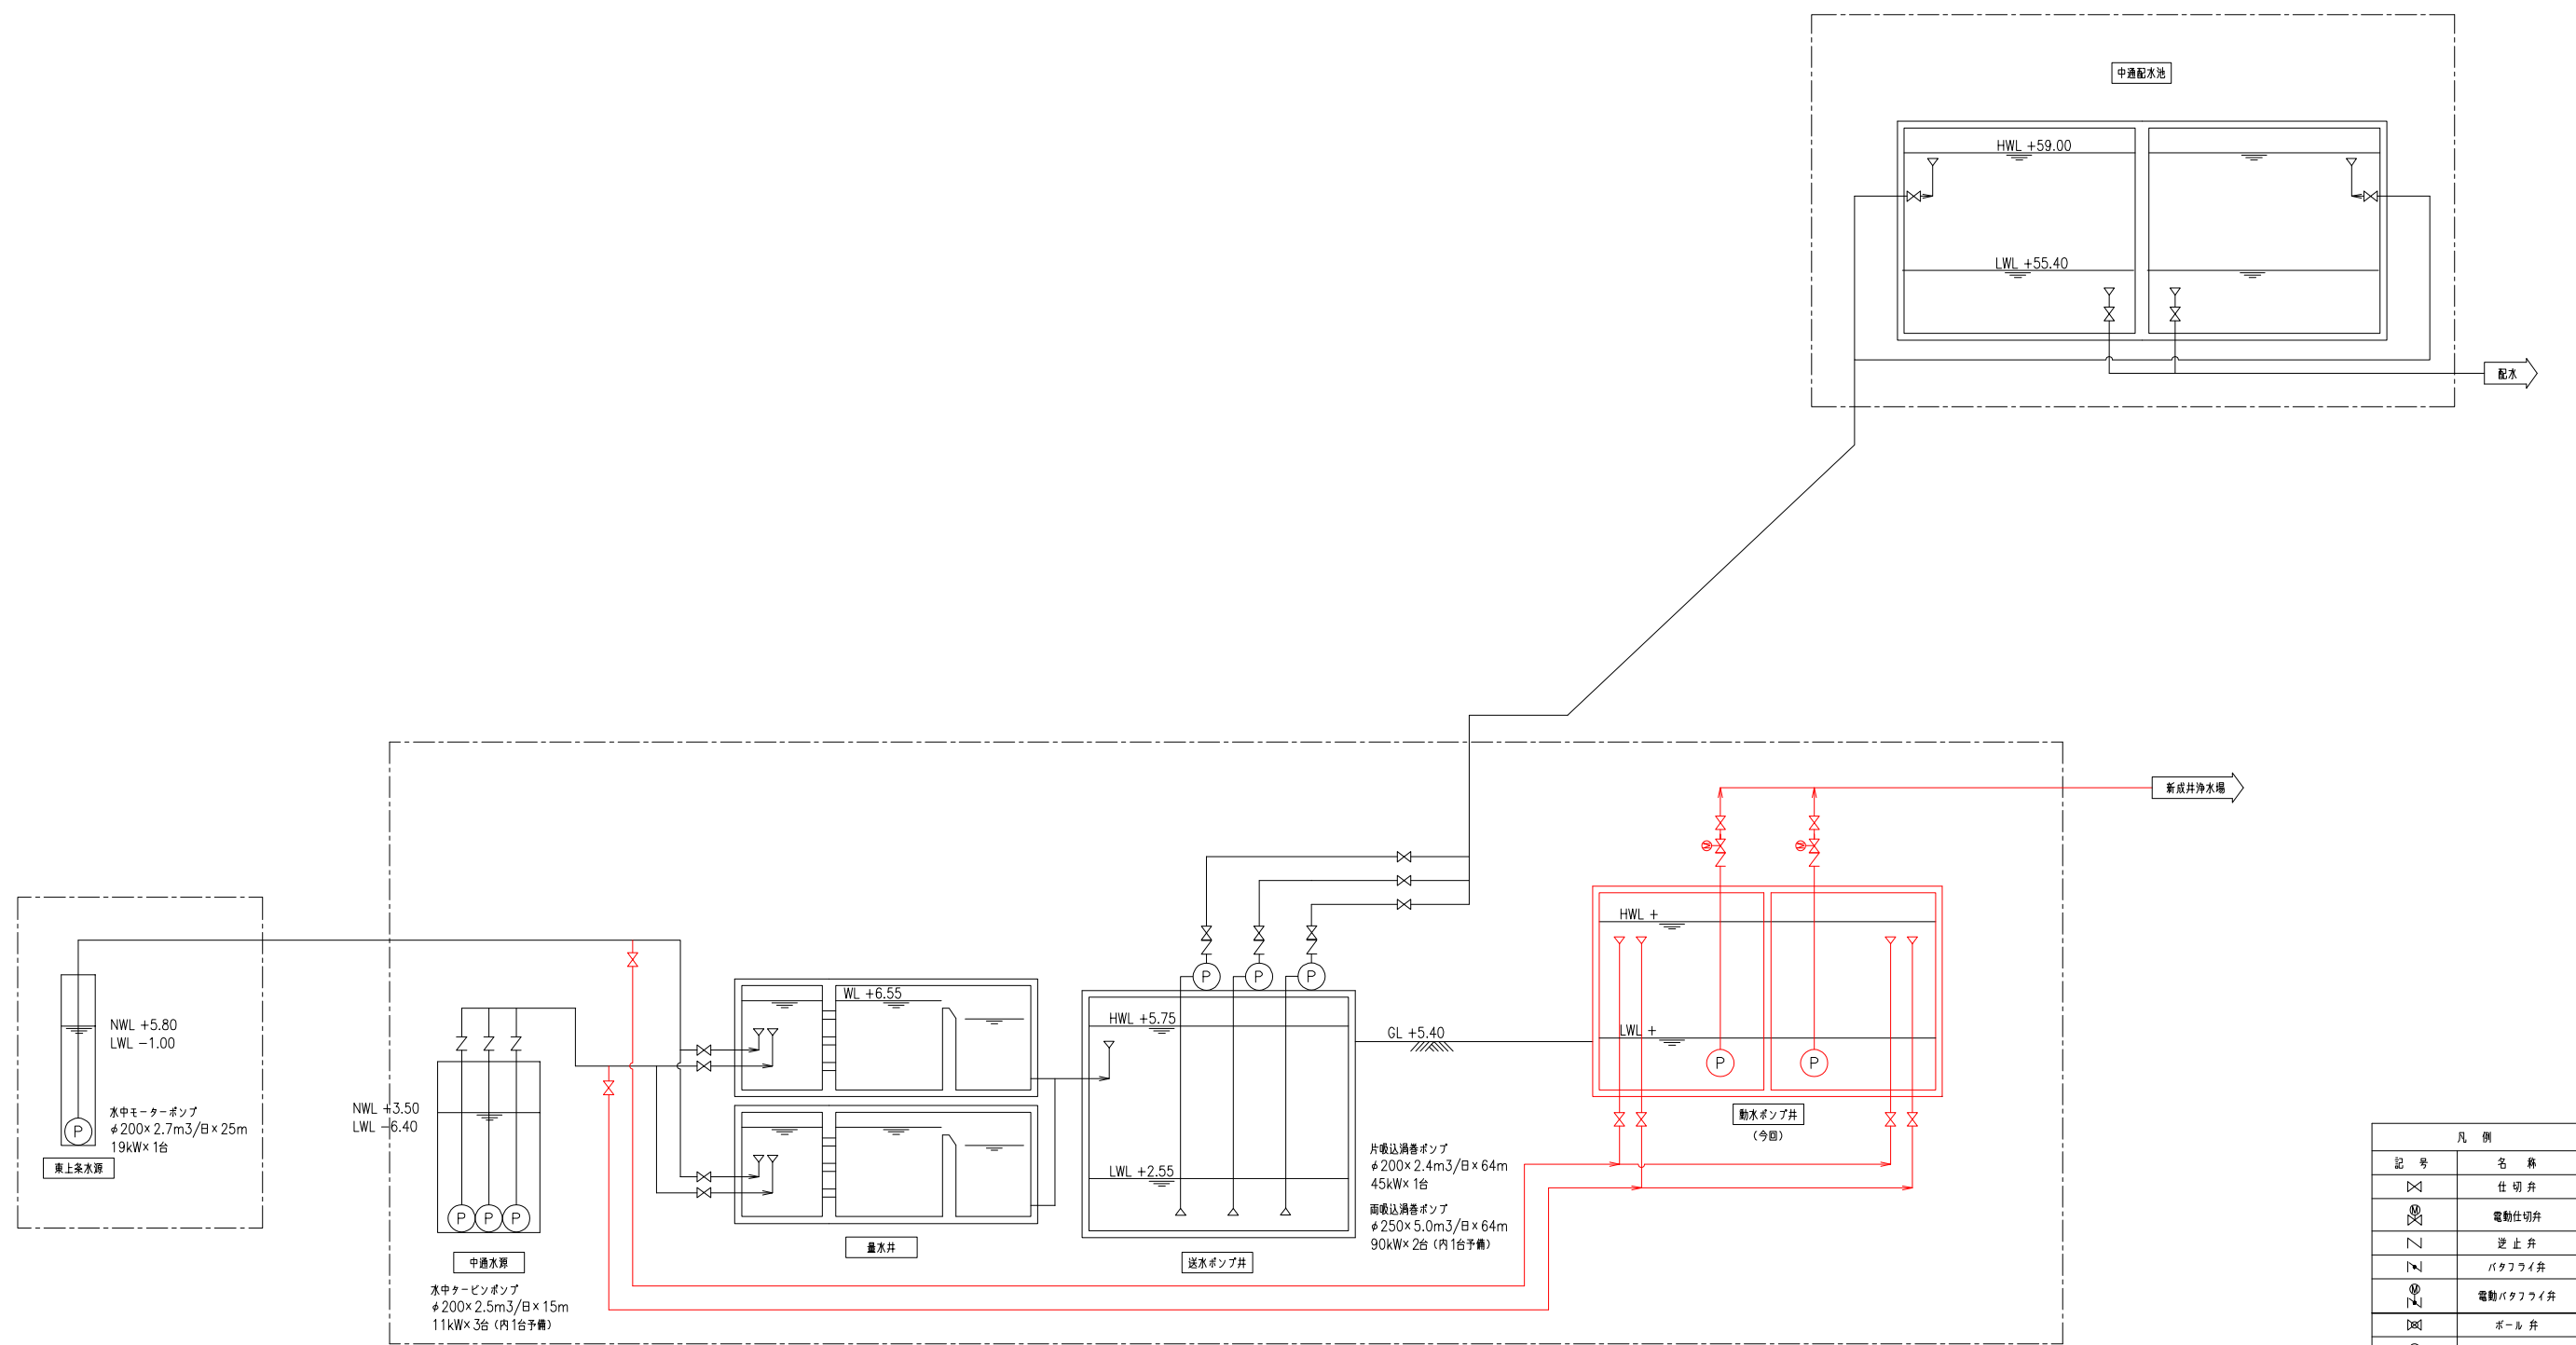 中通配水池
HWL +59.00
LWL +55.40
配水
新成井浄水場
東上条水源
NWL +5.80
LWL −1.00
水中モーターポンプ
φ200×2.7m3/日×25m
19kW×1台
P
NWL +3.50
LWL −6.40
P
P
P
中通水源
水中タービンポンプ
φ200×2.5m3/日×15m
11kW×3台（内1台予備）
WL +6.55
量水井
P
P
P
HWL +5.75
LWL +2.55
送水ポンプ井
GL +5.40
片吸込渦巻ポンプ
φ200×2.4m3/日×64m
45kW×1台
両吸込渦巻ポンプ
φ250×5.0m3/日×64m
90kW×2台（内1台予備）
M
M
HWL +
LWL +
P
P
動水ポンプ井
（今回）
凡 例
記 号 名 称
仕 切 弁
M 電動仕切弁
逆 止 弁
バタフライ弁
M 電動バタフライ弁
ボール 弁